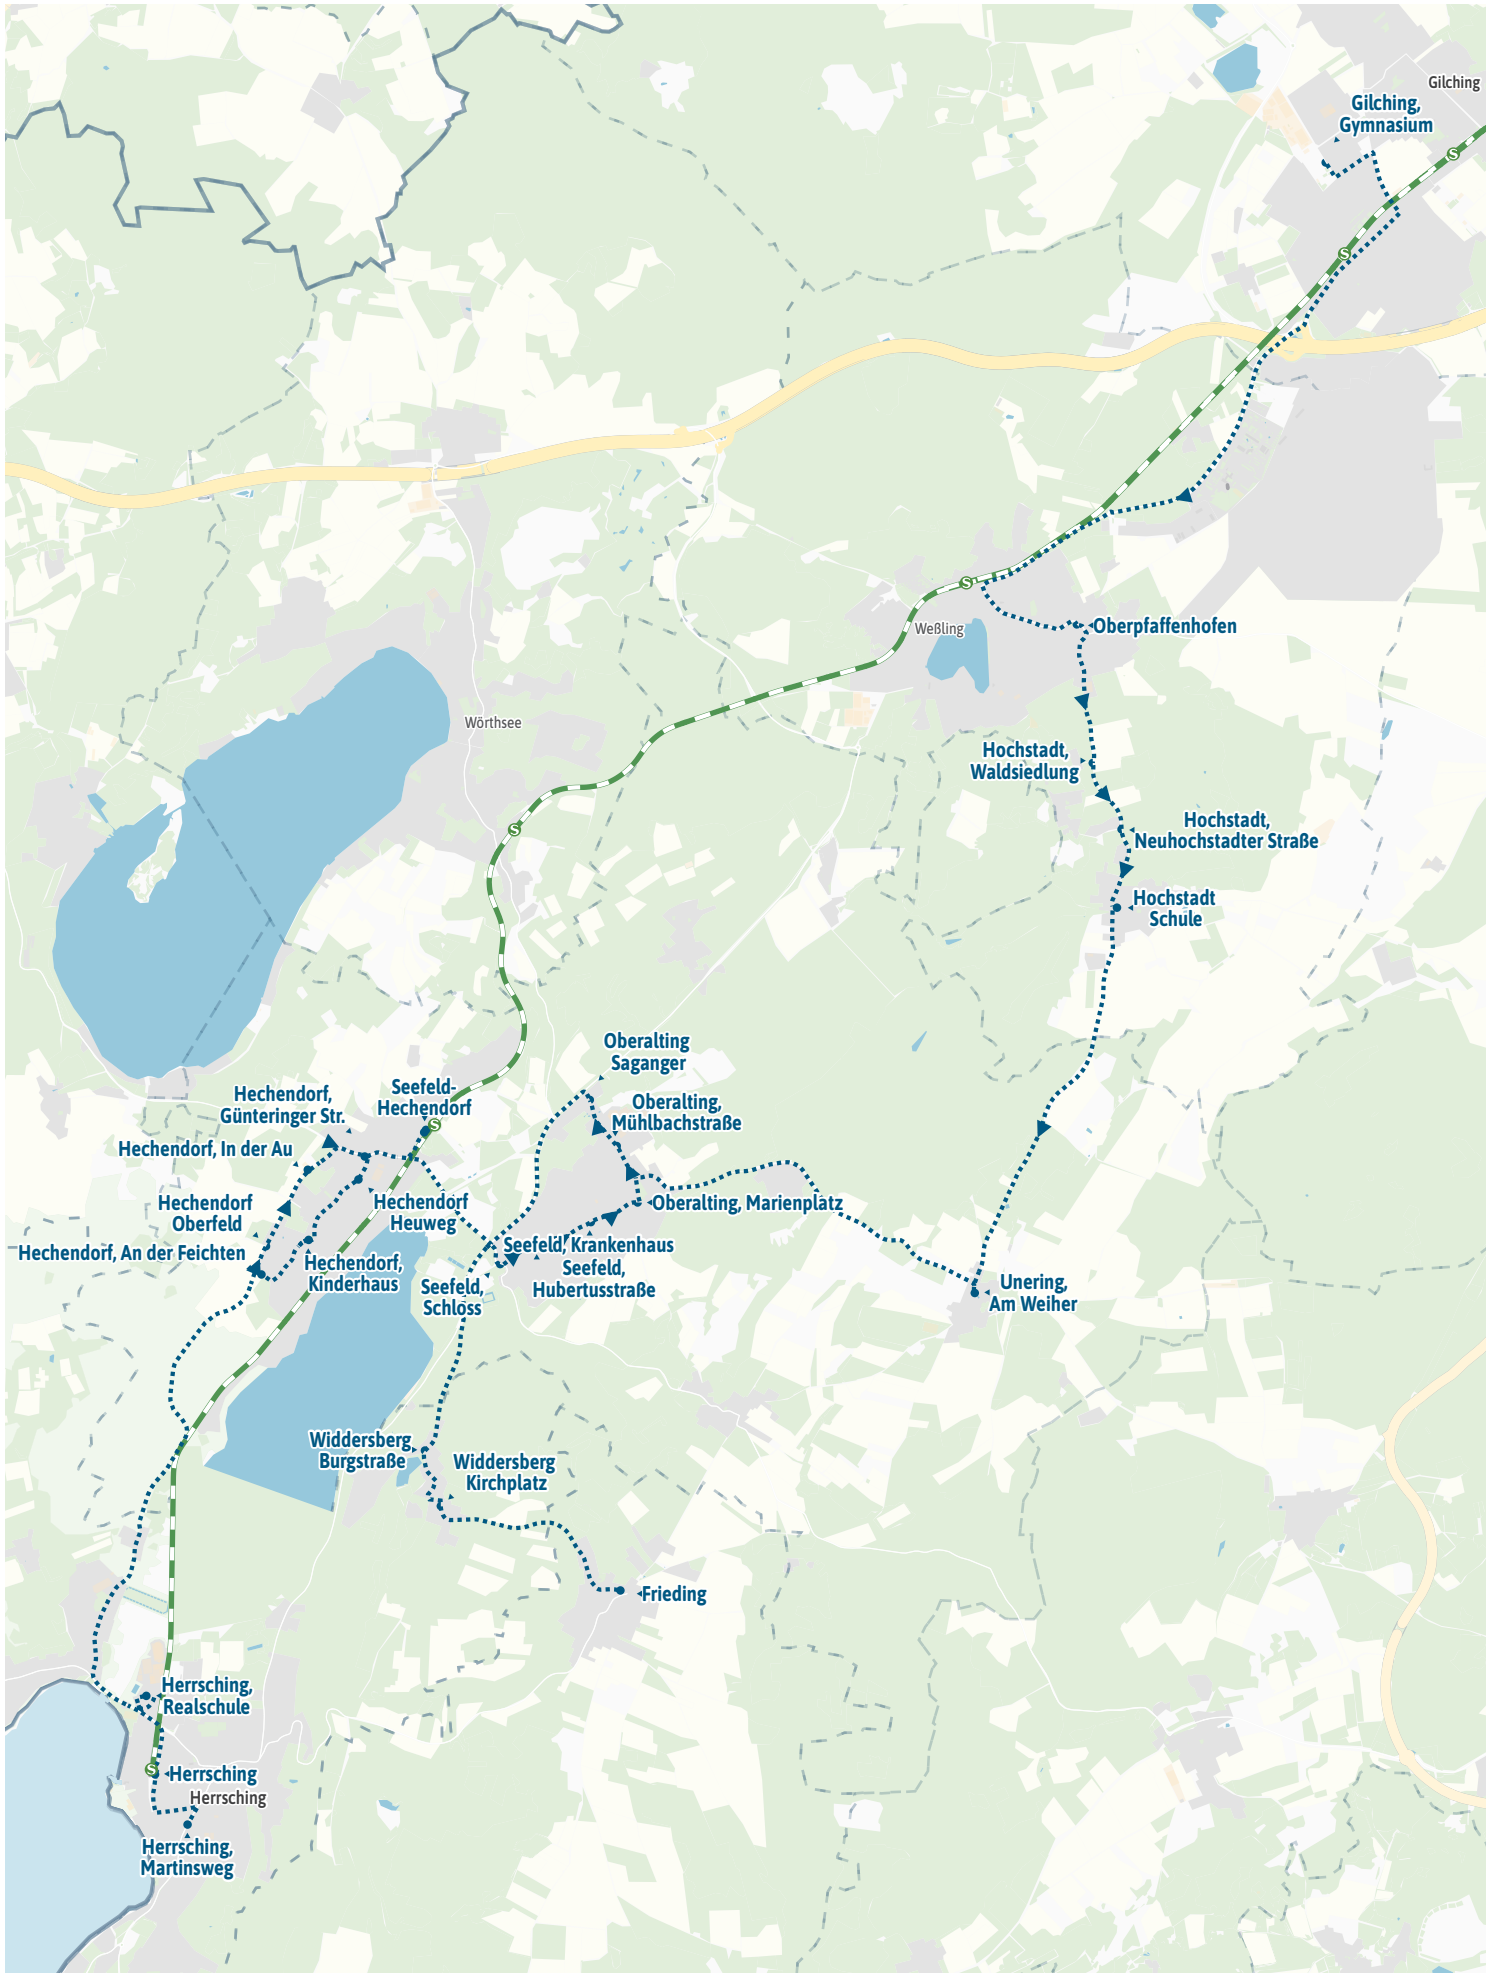 Gilching
Gilching,
Gymnasium
S
S
S
Weßling
Oberpfaffenhofen
Wörthsee
Hochstadt,
Waldsiedlung
Hochstadt,
Neuhochstadter Straße
S
Hochstadt
Schule
Oberalting
Saganger
Hechendorf,
Günteringer Str.
Seefeld-
Hechendorf
S
Oberalting,
Mühlbachstraße
Hechendorf, In der Au
Hechendorf
Oberfeld
Hechendorf
Heuweg
Oberalting, Marienplatz
Hechendorf, An der Feichten
Seefeld, Krankenhaus
Hechendorf,
Kinderhaus
Seefeld,
Hubertusstraße
Seefeld,
Schloss
Unering,
Am Weiher
Widdersberg
Burgstraße
Widdersberg
Kirchplatz
Frieding
Herrsching,
Realschule
S
Herrsching
Herrsching
Herrsching,
Martinsweg